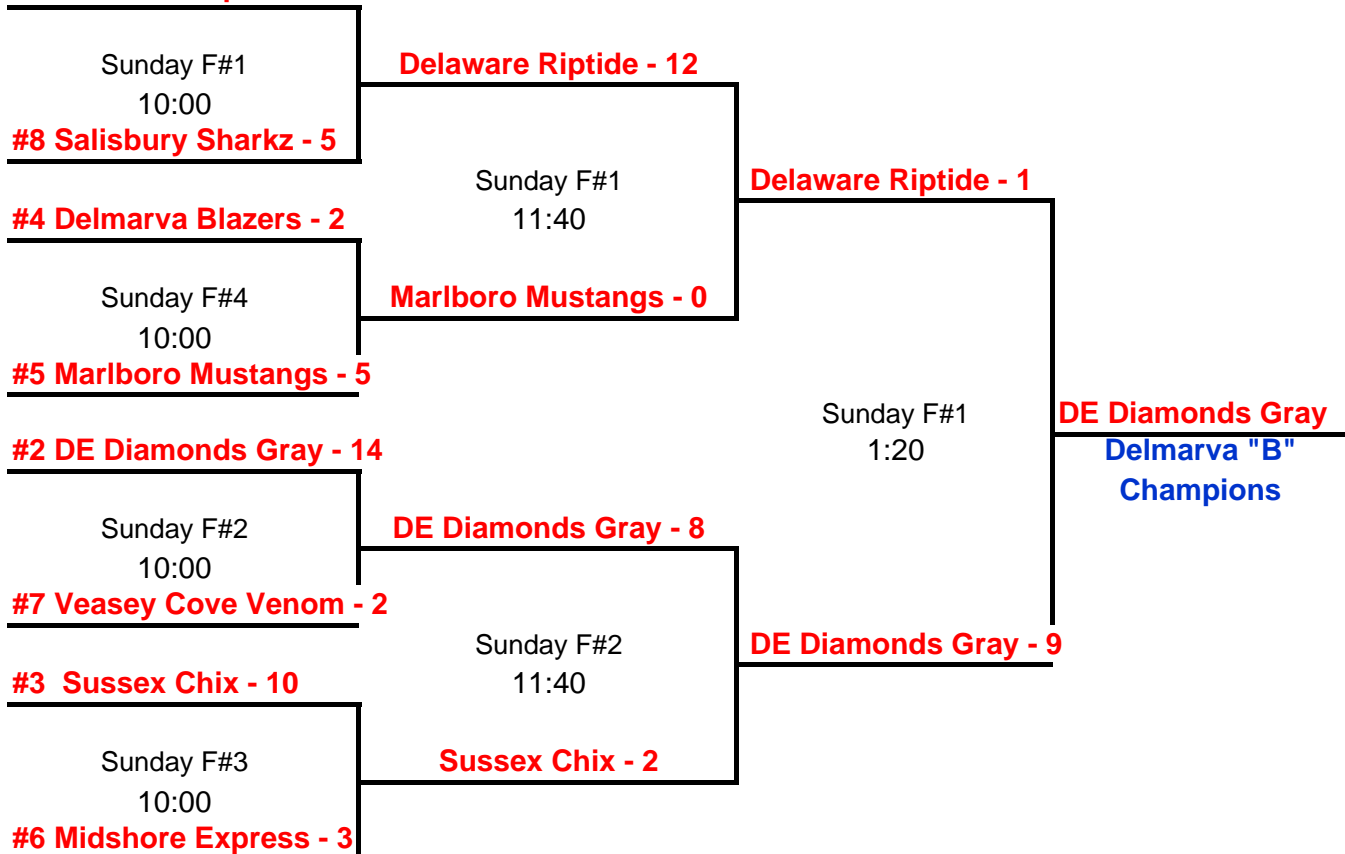 Sunday F#1
10:00
#8 Salisbury Sharkz - 5
Delaware Riptide - 12
#4 Delmarva Blazers - 2
Sunday F#4
10:00
#5 Marlboro Mustangs - 5
Sunday F#1
11:40
Marlboro Mustangs - 0
Delaware Riptide - 1
#2 DE Diamonds Gray - 14
Sunday F#2
10:00
#7 Veasey Cove Venom - 2
DE Diamonds Gray - 8
#3  Sussex Chix - 10
Sunday F#3
10:00
#6 Midshore Express - 3
Sunday F#2
11:40
Sussex Chix - 2
DE Diamonds Gray - 9
Sunday F#1
1:20
DE Diamonds Gray
Delmarva "B"
Champions